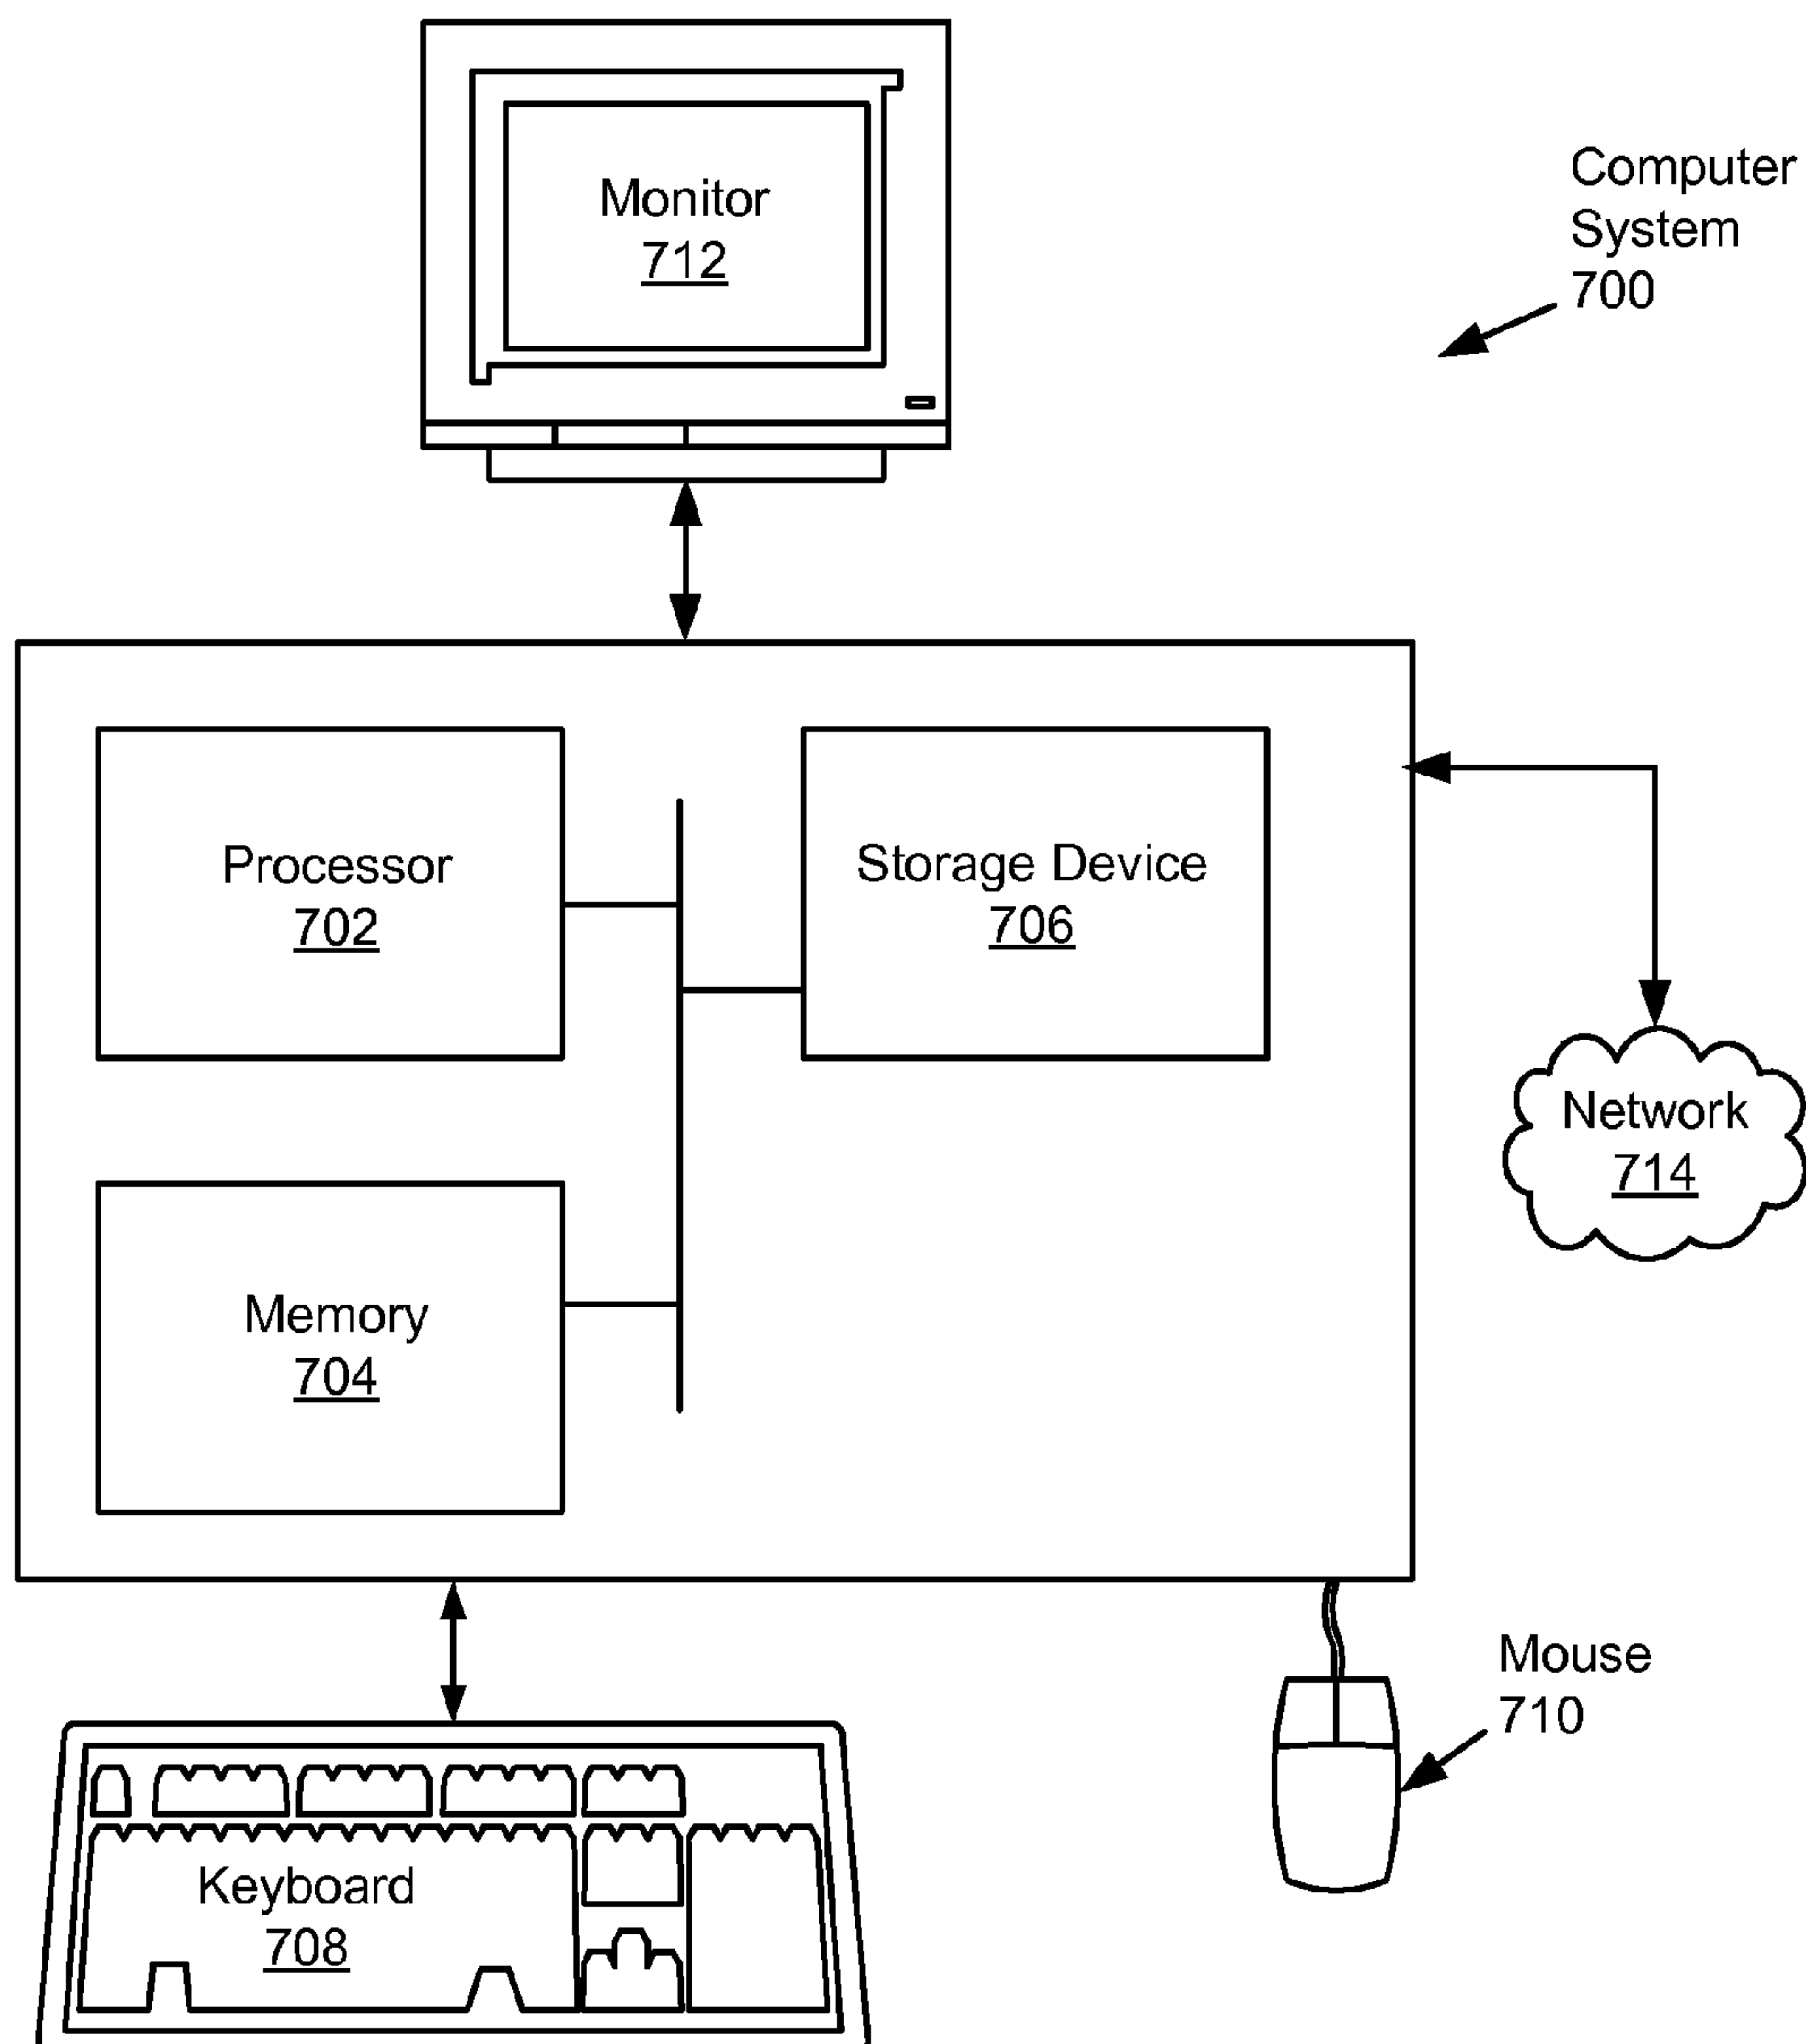 Monitor
712
Computer
System
700
Processor
702
Storage Device
706
Network
714
Memory
704
Mouse
710
Keyboard
708